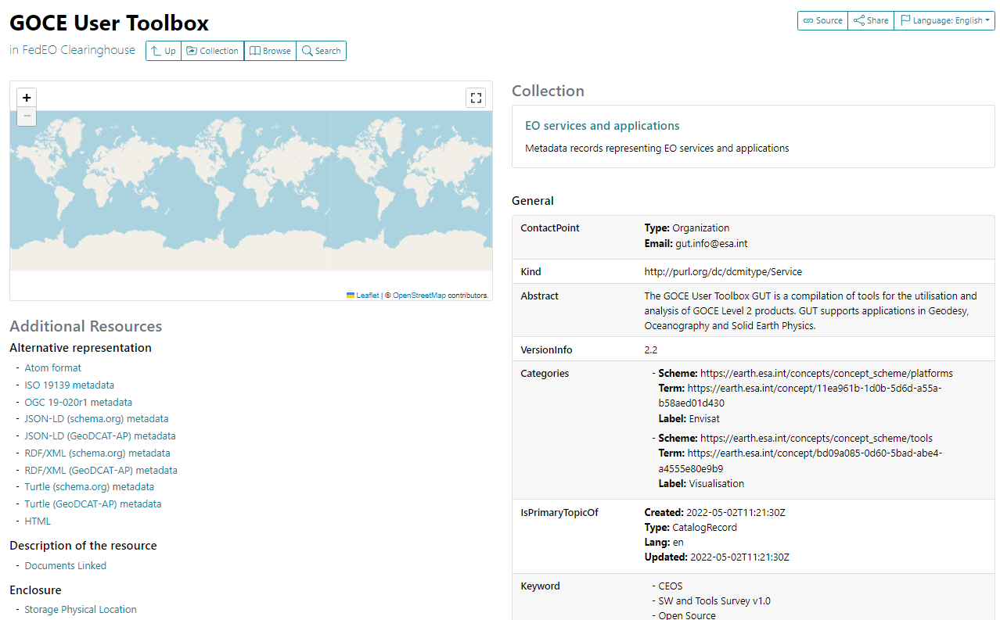 GOCE User Toolbox
Source Share Language: English
in FedEO Clearinghouse Up Collection Browse Search
+
−
Leaflet | © OpenStreetMap contributors.
Additional Resources
Alternative representation
- Atom format
- ISO 19139 metadata
- OGC 19-020r1 metadata
- JSON-LD (schema.org) metadata
- JSON-LD (GeoDCAT-AP) metadata
- RDF/XML (schema.org) metadata
- RDF/XML (GeoDCAT-AP) metadata
- Turtle (schema.org) metadata
- Turtle (GeoDCAT-AP) metadata
- HTML
Description of the resource
- Documents Linked
Enclosure
- Storage Physical Location
Collection
EO services and applications
Metadata records representing EO services and applications
General
ContactPoint Type: Organization
Email: gut.info@esa.int
Kind http://purl.org/dc/dcmitype/Service
Abstract The GOCE User Toolbox GUT is a compilation of tools for the utilisation and
analysis of GOCE Level 2 products. GUT supports applications in Geodesy,
Oceanography and Solid Earth Physics.
VersionInfo 2.2
Categories - Scheme: https://earth.esa.int/concepts/concept_scheme/platforms
Term: https://earth.esa.int/concept/11ea961b-1d0b-5d6d-a55a-
b58aed01d430
Label: Envisat
- Scheme: https://earth.esa.int/concepts/concept_scheme/tools
Term: https://earth.esa.int/concept/bd09a085-0d60-5bad-abe4-
a4555e80e9b9
Label: Visualisation
IsPrimaryTopicOf Created: 2022-05-02T11:21:30Z
Type: CatalogRecord
Lang: en
Updated: 2022-05-02T11:21:30Z
Keyword - CEOS
- SW and Tools Survey v1.0
- Open Source